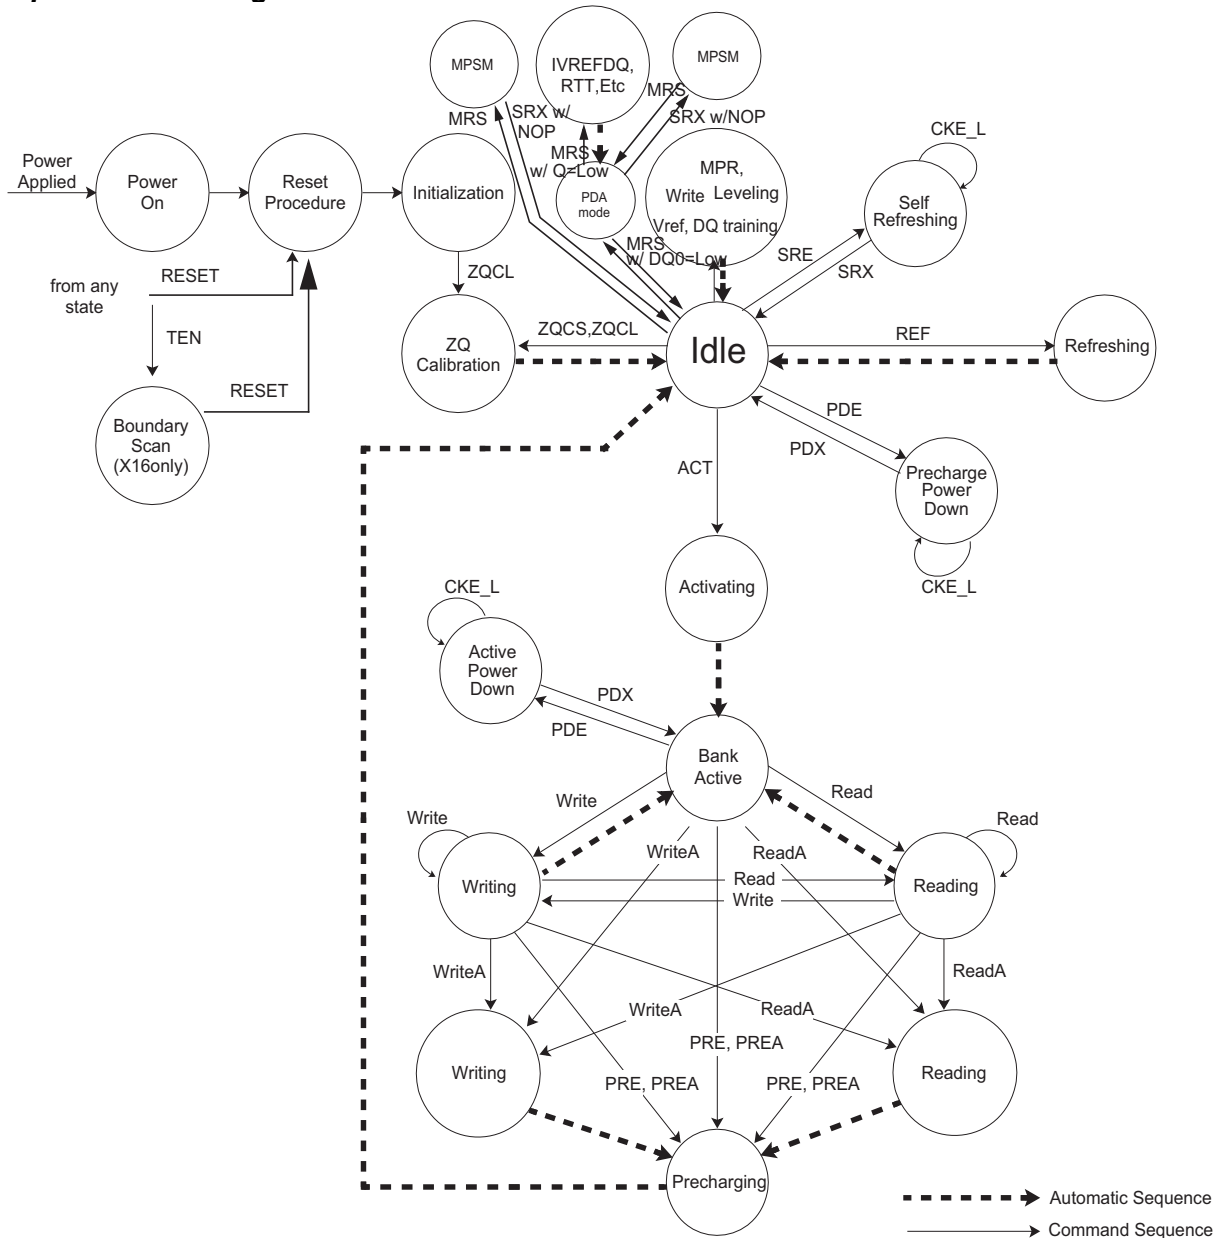 MPSM
IVREFDQ,
RTT,Etc
MPSM
MRS
SRX w/
NOP
MRS
SRX w/NOP
CKE_L
Power
Applied
Power
On
Reset
Procedure
Initialization
MRS
w/ Q=Low
PDA
mode
MPR,
Write Leveling
Vref, DQ training
Self
Refreshing
MRS
w/ DQ0=Low
SRE
SRX
RESET
from any
state
ZQCL
TEN
ZQ
Calibration
ZQCS,ZQCL
Idle
REF
Refreshing
RESET
Boundary
Scan
(X16only)
PDE
PDX
Precharge
Power
Down
CKE_L
ACT
Activating
CKE_L
Active
Power
Down
PDX
PDE
Bank
Active
Write
Read
Write
Read
WriteA
ReadA
Writing
Read
Write
Reading
WriteA
ReadA
WriteA
ReadA
Writing
PRE, PREA
Reading
PRE, PREA
PRE, PREA
Precharging
Automatic Sequence
Command Sequence